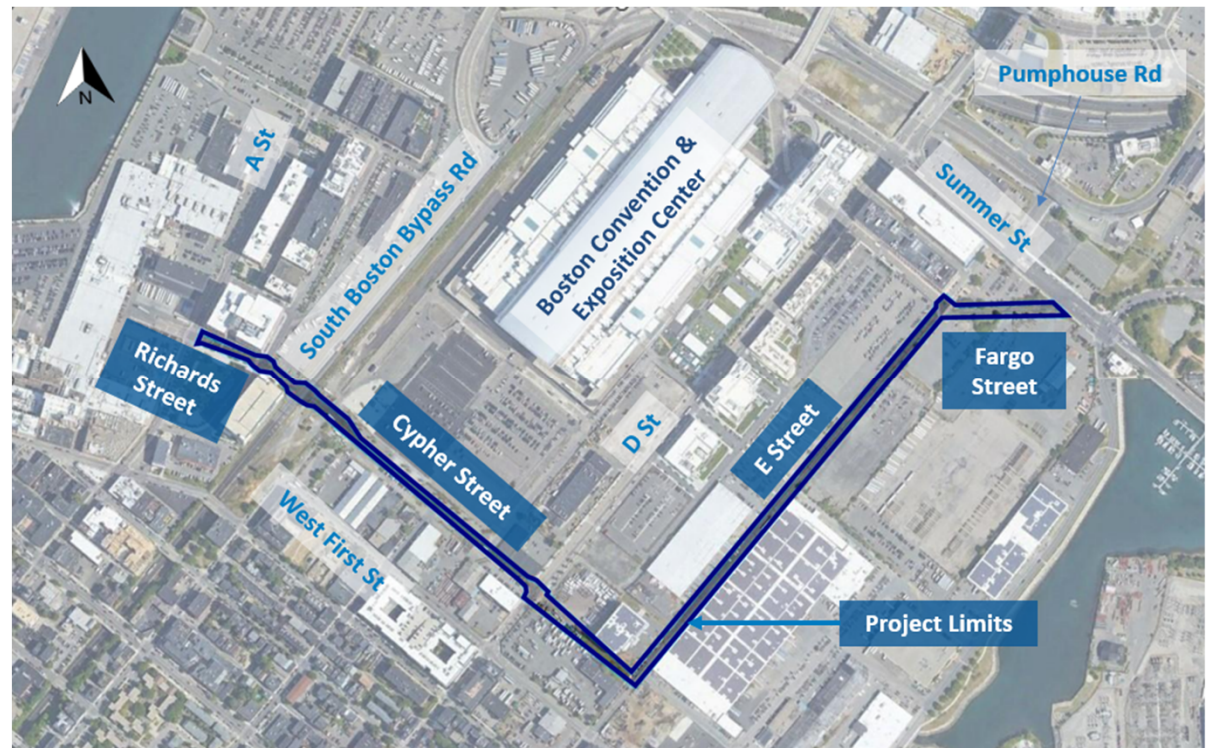 Pumphouse Rd
N
A St
South Boston Bypass Rd
Boston Convention &
Exposition Center
Summer St
Richards
Street
Cypher Street
D St
E Street
Fargo
Street
West First St
Project Limits